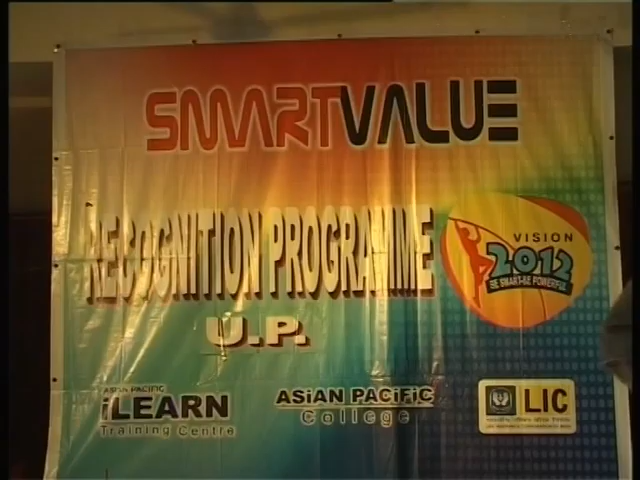 SMARTVALUE
RECOGNITION PROGRAMME
U.P.
VISION
2012
BE SMART-BE POWERFUL
ASIAN PACIFIC
iLEARN
Training Centre
ASiAN PACiFiC
College
LIC